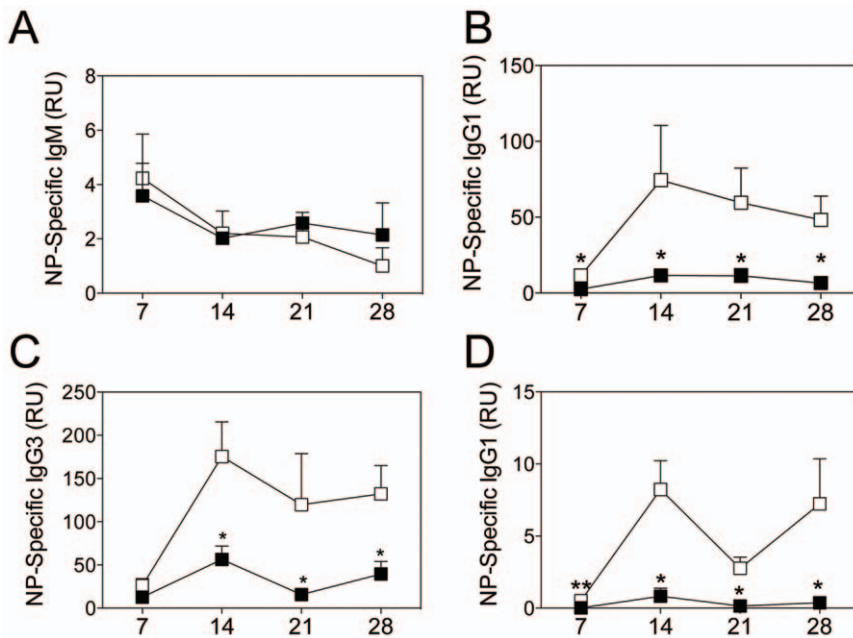 A
NP-Specific IgM (RU)
8
6
4
2
0
7 14 21 28
B
NP-Specific IgG1 (RU)
150
100
50
0
* * * *
7 14 21 28
C
NP-Specific IgG3 (RU)
250
200
150
100
50
0
* * *
7 14 21 28
D
NP-Specific IgG1 (RU)
15
10
5
0
** * * *
7 14 21 28